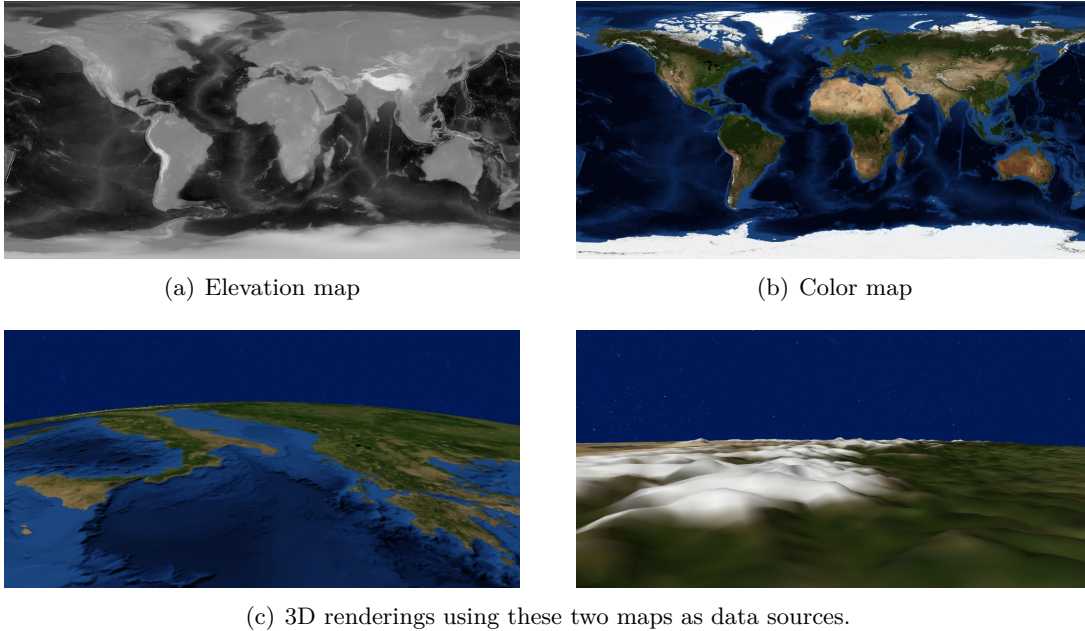 (a) Elevation map
(b) Color map
(c) 3D renderings using these two maps as data sources.